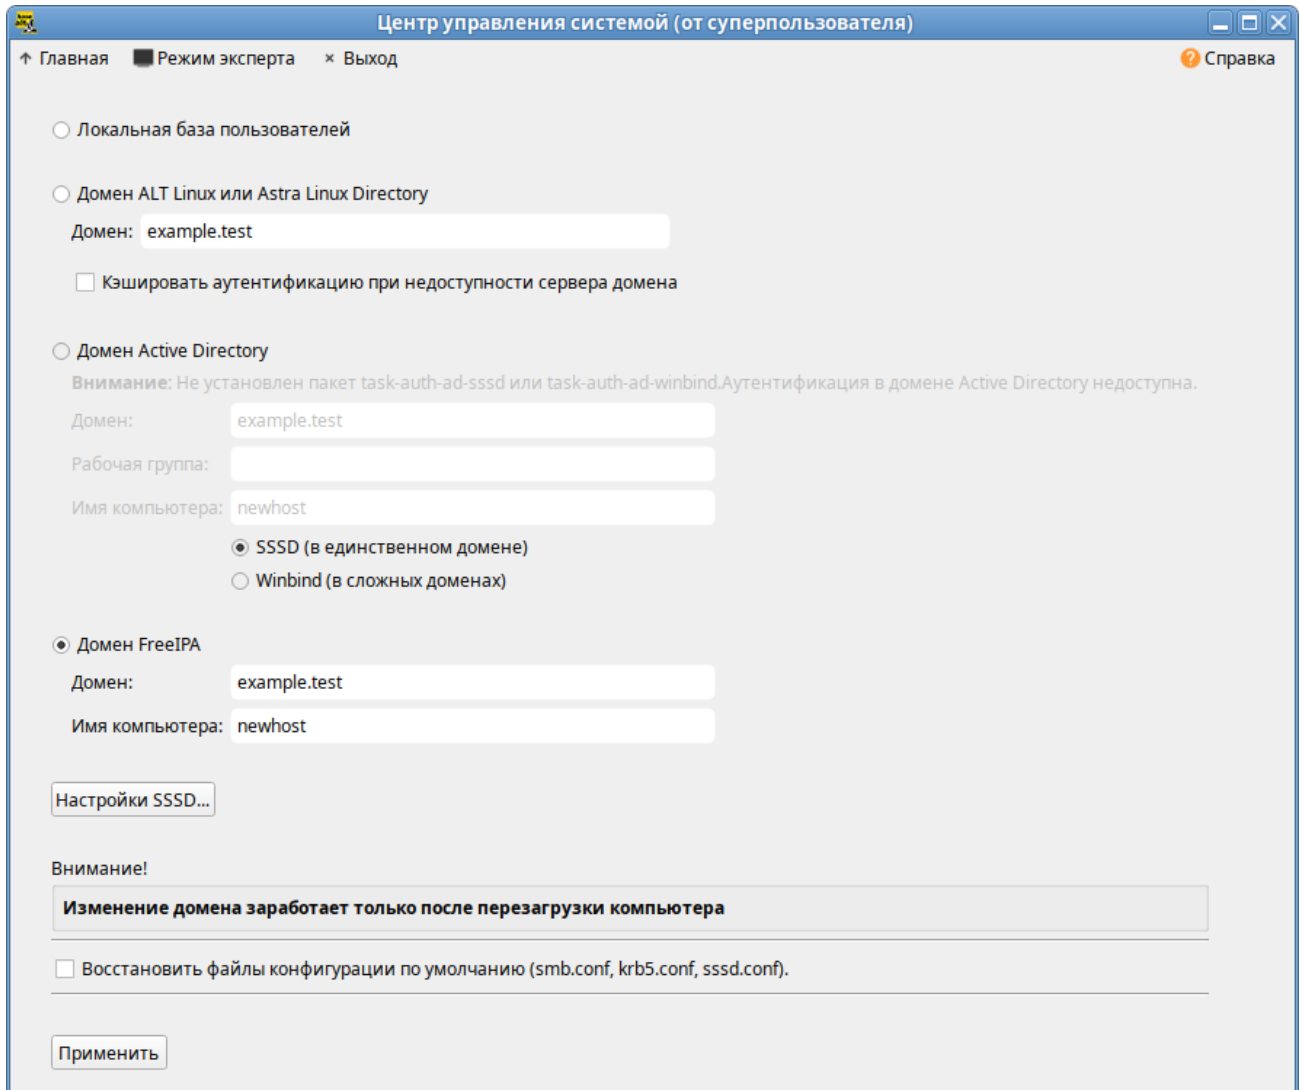 Центр управления системой (от суперпользователя)
Главная Режим эксперта Выход Справка
Локальная база пользователей
Домен ALT Linux или Astra Linux Directory
Домен: example.test
Кэшировать аутентификацию при недоступности сервера домена
Домен Active Directory
Внимание: Не установлен пакет task-auth-ad-sssd или task-auth-ad-winbind.Аутентификация в домене Active Directory недоступна.
Домен: example.test
Рабочая группа:
Имя компьютера: newhost
SSSD (в единственном домене)
Winbind (в сложных доменах)
Домен FreeIPA
Домен: example.test
Имя компьютера: newhost
Настройки SSSD...
Внимание!
Изменение домена заработает только после перезагрузки компьютера
Восстановить файлы конфигурации по умолчанию (smb.conf, krb5.conf, sssd.conf).
Применить